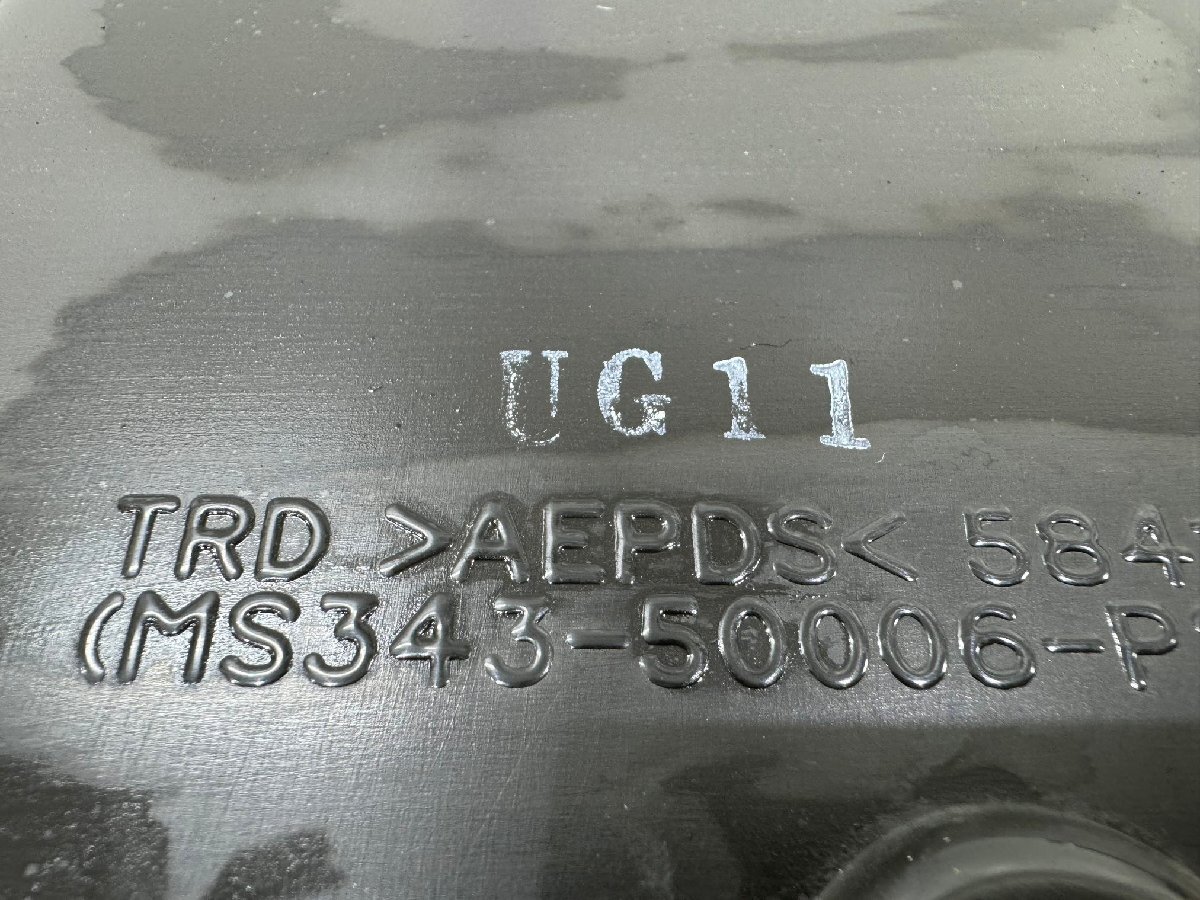 UG11
TRD >AEPDS< 584
(MS343-50006-P